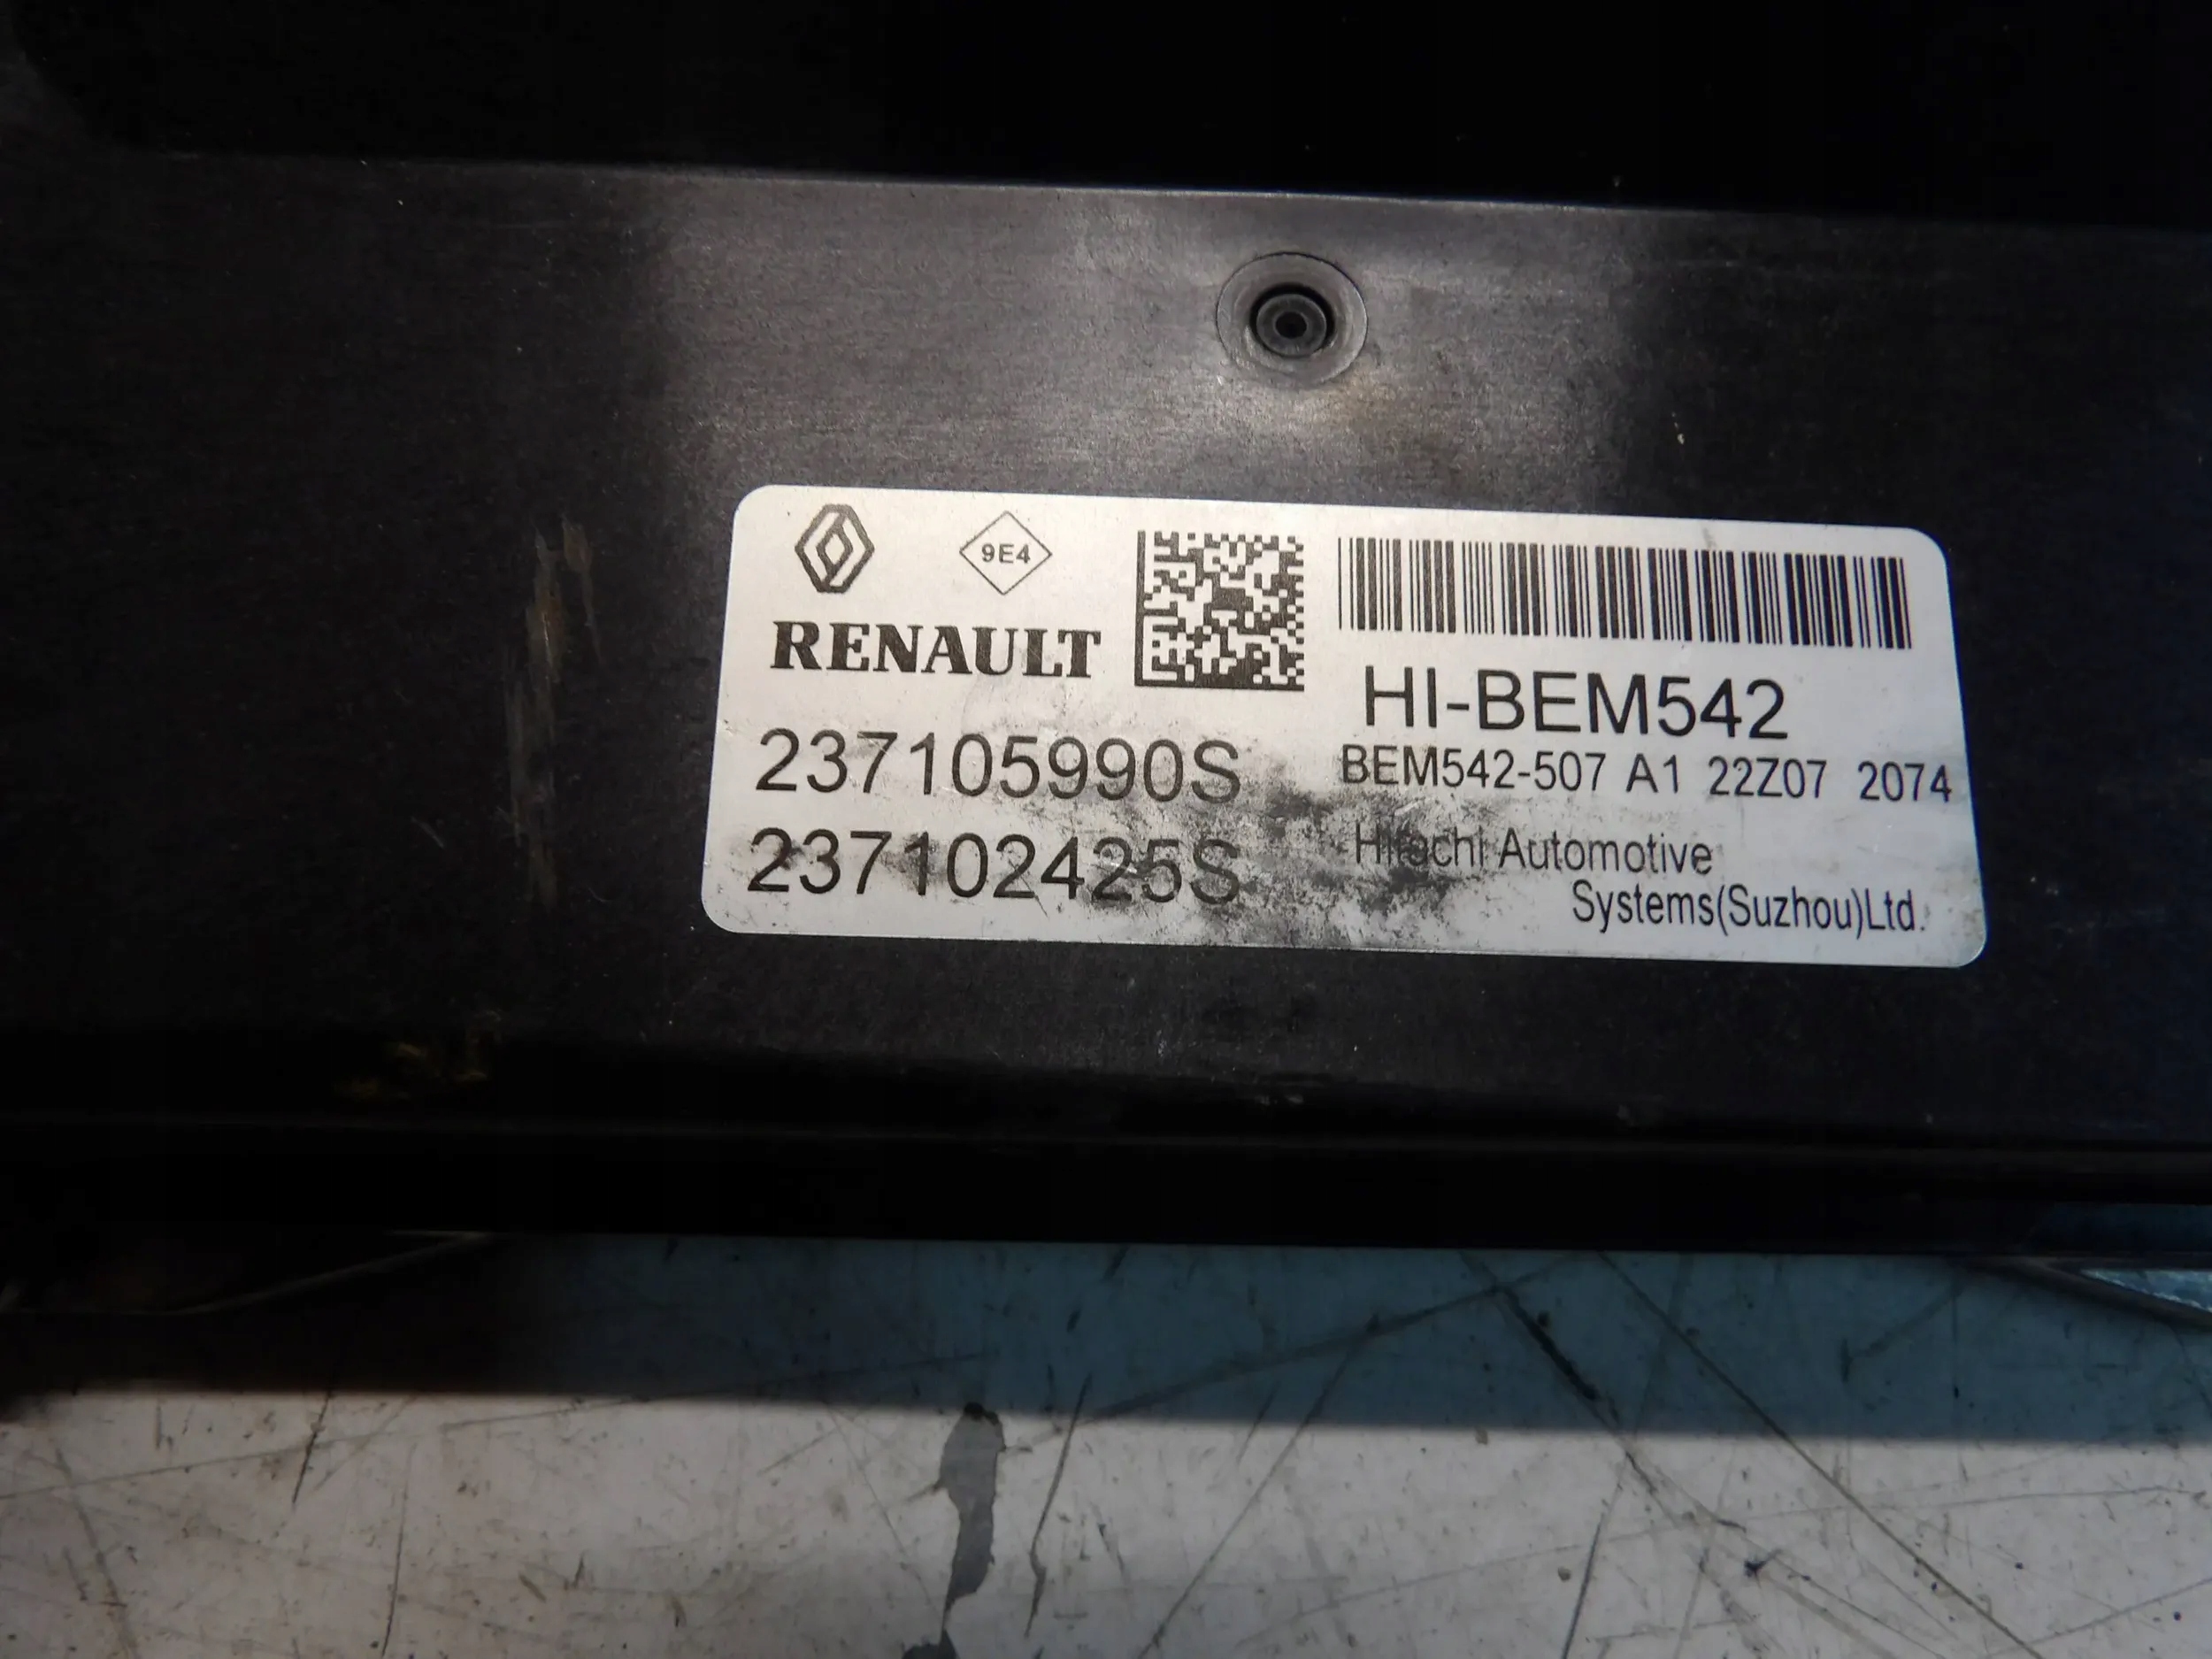 9E4
RENAULT
237105990S
237102425S
HI-BEM542
BEM542-507 A1 22Z07 2074
Hitachi Automotive
Systems(Suzhou)Ltd.